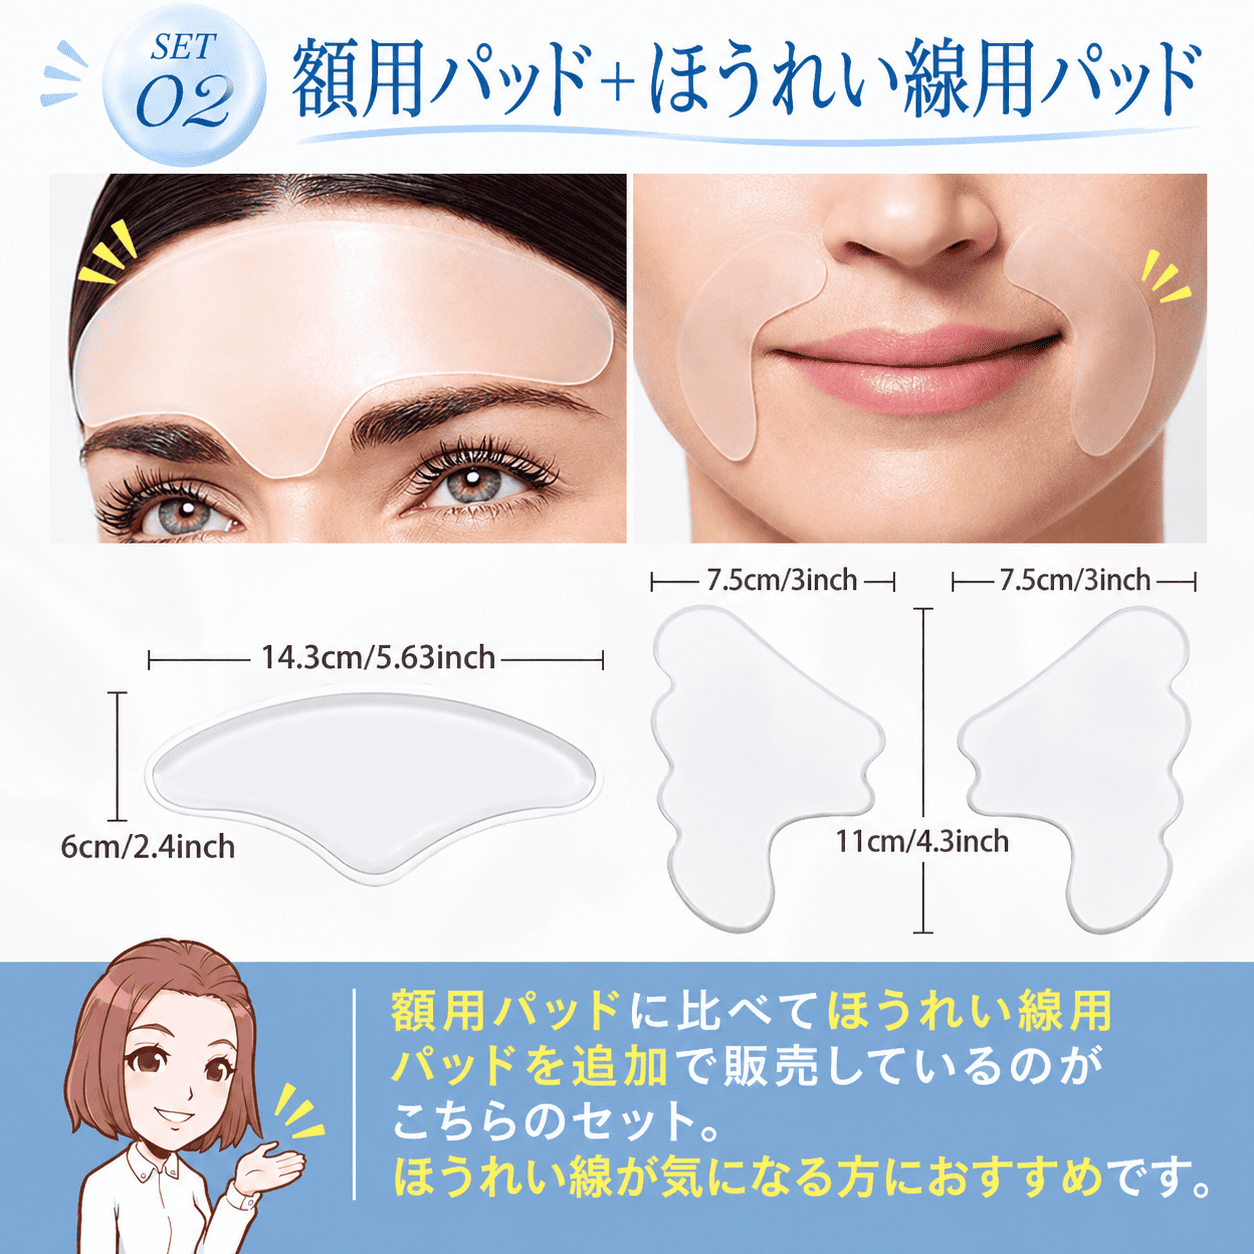 SET
02
額用パッド+ほうれい線用パッド
7.5cm/3inch
7.5cm/3inch
14.3cm/5.63inch
6cm/2.4inch
11cm/4.3inch
額用パッドに比べてほうれい線用
パッドを追加で販売しているのが
こちらのセット。
ほうれい線が気になる方におすすめです。